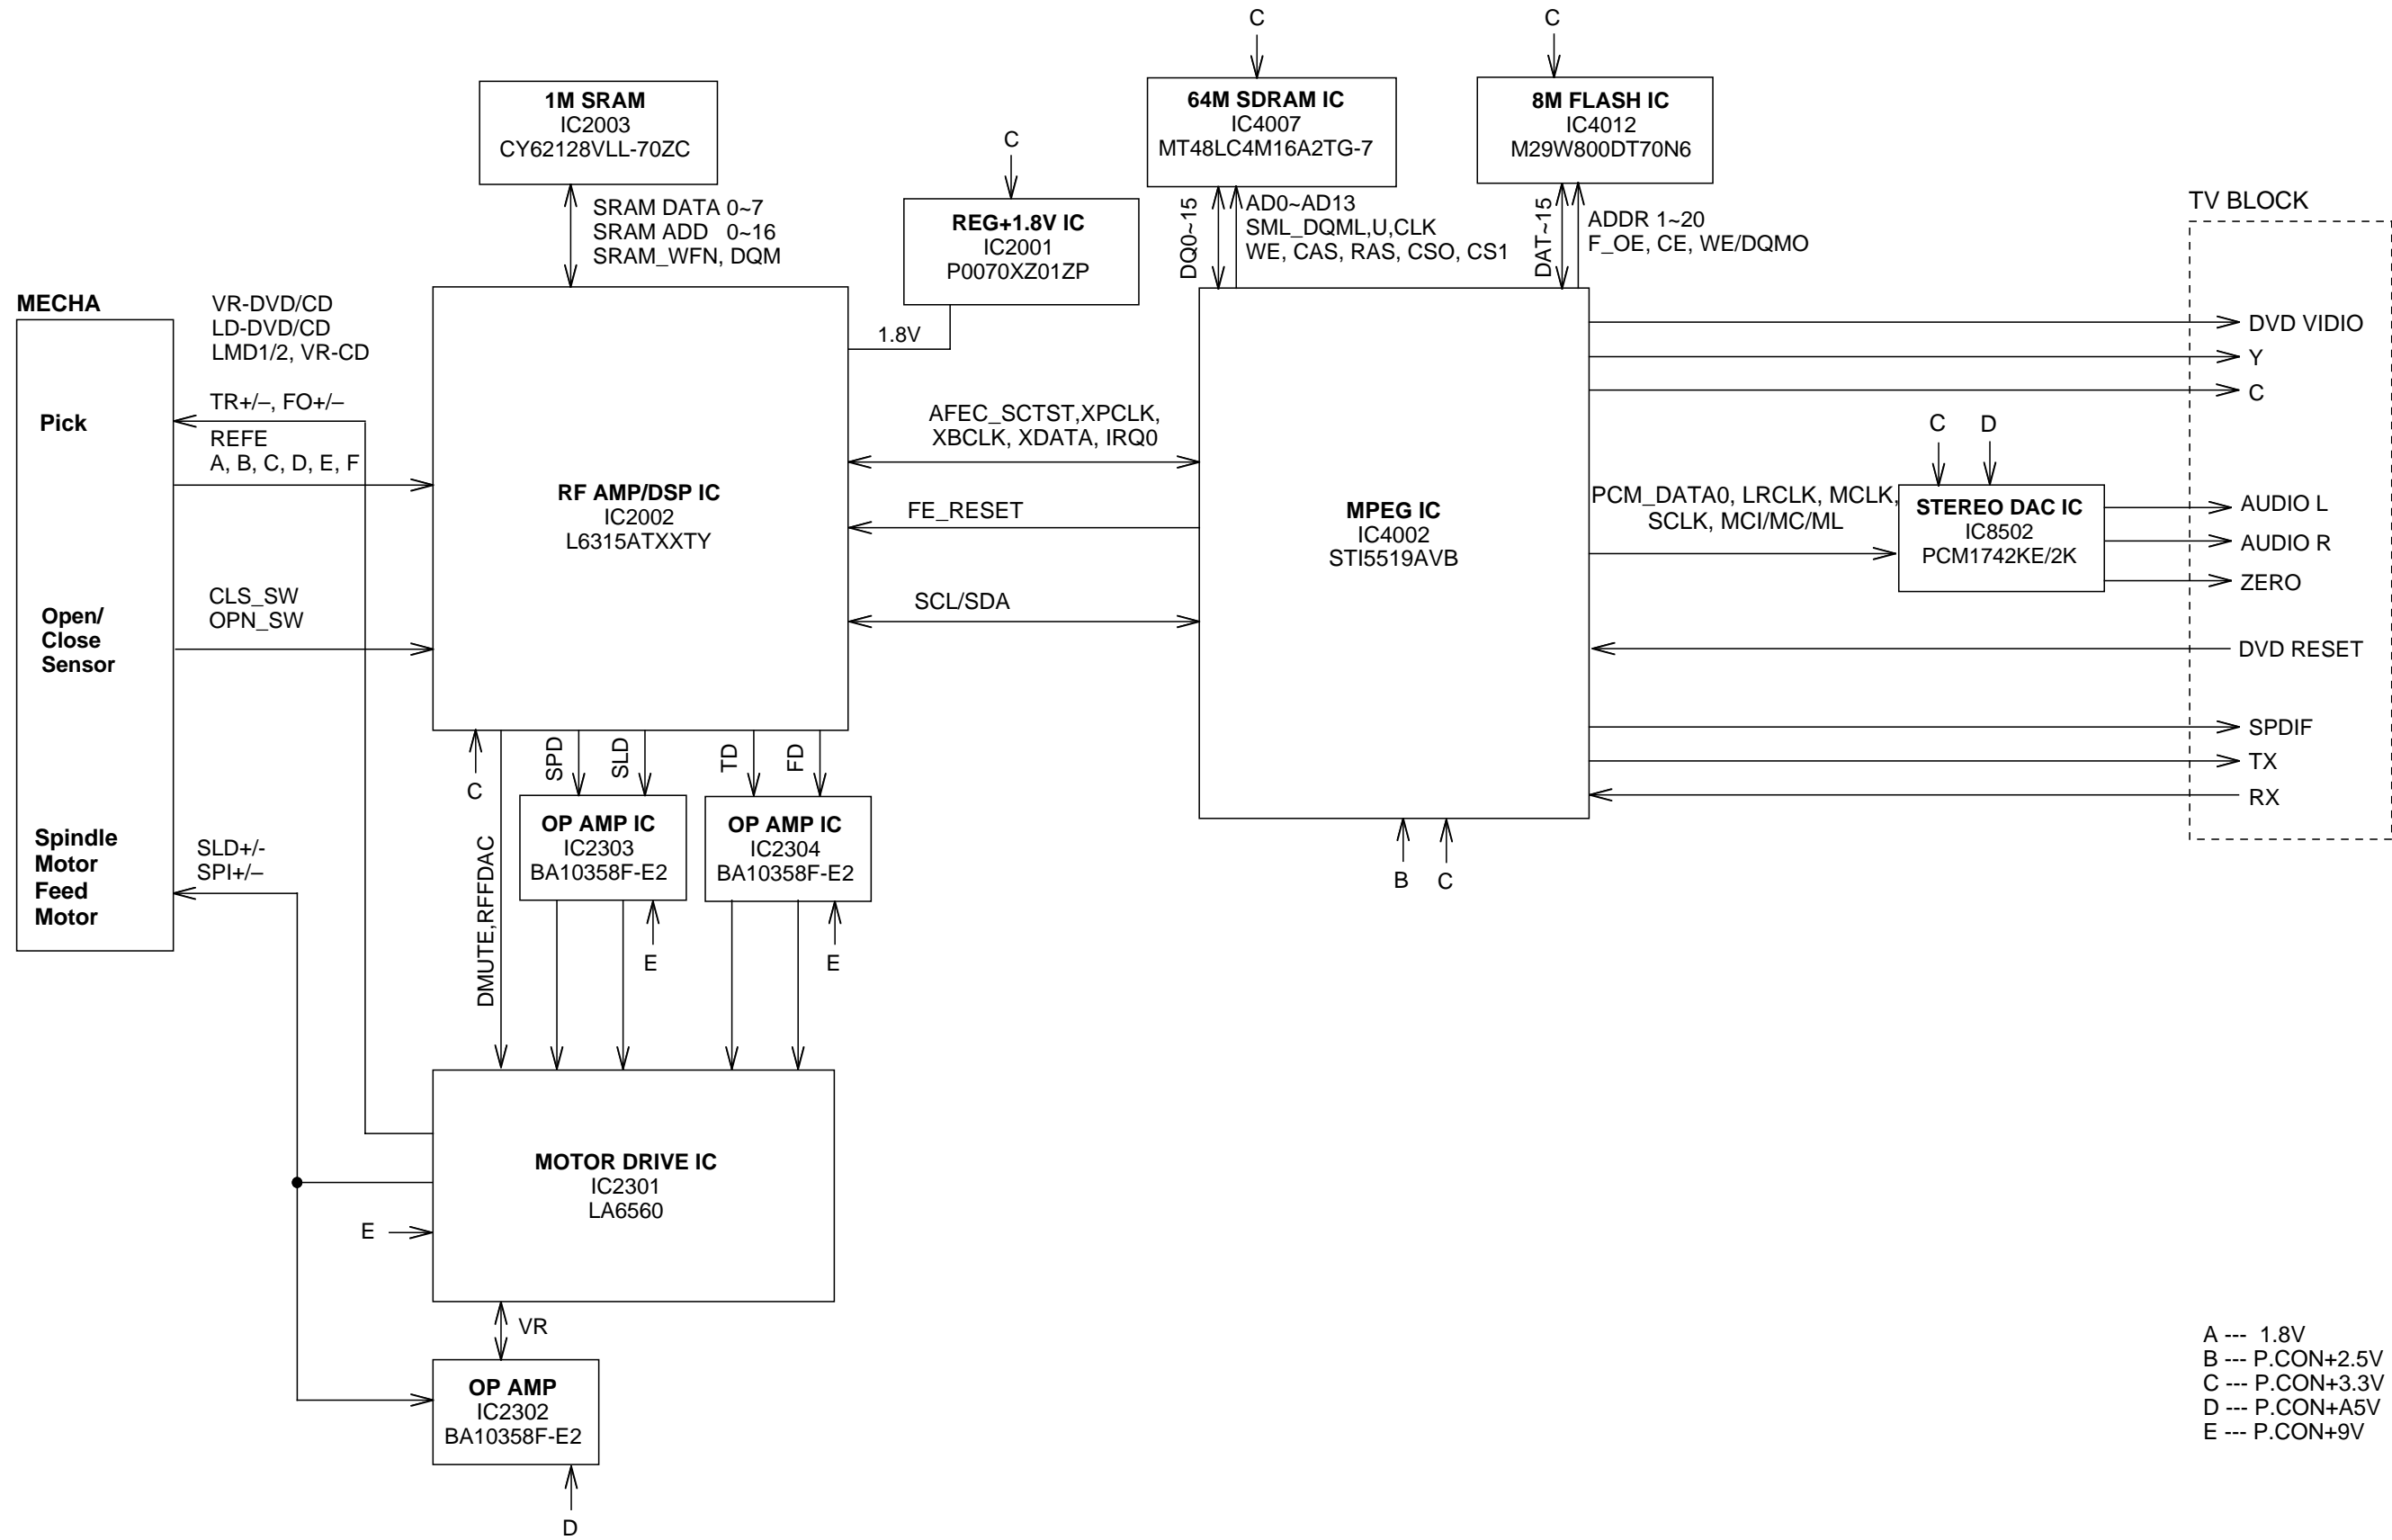 C
C
1M SRAM
IC2003
CY62128VLL-70ZC
64M SDRAM IC
IC4007
MT48LC4M16A2TG-7
8M FLASH IC
IC4012
M29W800DT70N6
C
SRAM DATA 0~7
SRAM ADD 0~16
SRAM_WFN, DQM
REG+1.8V IC
IC2001
P0070XZ01ZP
DQ0~15
AD0~AD13
SML_DQML,U,CLK
WE, CAS, RAS, CSO, CS1
DAT~15
ADDR 1~20
F_OE, CE, WE/DQMO
TV BLOCK
MECHA
VR-DVD/CD
LD-DVD/CD
LMD1/2, VR-CD
1.8V
DVD VIDIO
Y
C
Pick
TR+/–, FO+/–
REFE
A, B, C, D, E, F
AFEC_SCTST,XPCLK,
XBCLK, XDATA, IRQ0
C
D
RF AMP/DSP IC
IC2002
L6315ATXXTY
FE_RESET
MPEG IC
IC4002
STI5519AVB
PCM_DATA0, LRCLK, MCLK,
SCLK, MCI/MC/ML
STEREO DAC IC
IC8502
PCM1742KE/2K
AUDIO L
AUDIO R
ZERO
Open/
Close
Sensor
CLS_SW
OPN_SW
SCL/SDA
DVD RESET
SPDIF
TX
RX
C
SPD
SLD
TD
FD
Spindle
Motor
Feed
Motor
SLD+/-
SPI+/–
DMUTE,RFFDAC
OP AMP IC
IC2303
BA10358F-E2
OP AMP IC
IC2304
BA10358F-E2
B
C
E
E
MOTOR DRIVE IC
IC2301
LA6560
E
VR
OP AMP
IC2302
BA10358F-E2
D
A --- 1.8V
B --- P.CON+2.5V
C --- P.CON+3.3V
D --- P.CON+A5V
E --- P.CON+9V